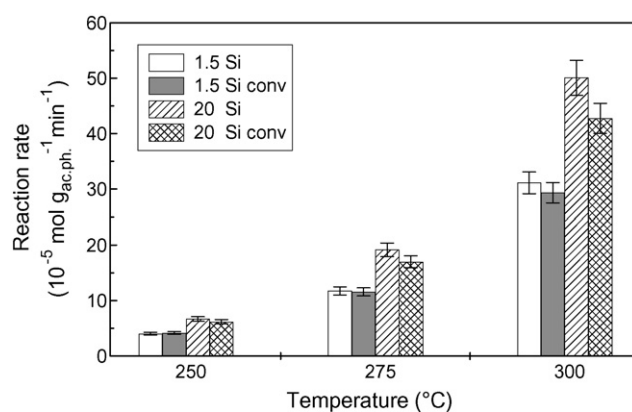 60
50
40
30
20
10
0
Reaction rate
(10⁻⁵ mol g_ac.ph.⁻¹ min⁻¹)
1.5 Si
1.5 Si conv
20 Si
20 Si conv
250
275
300
Temperature (°C)